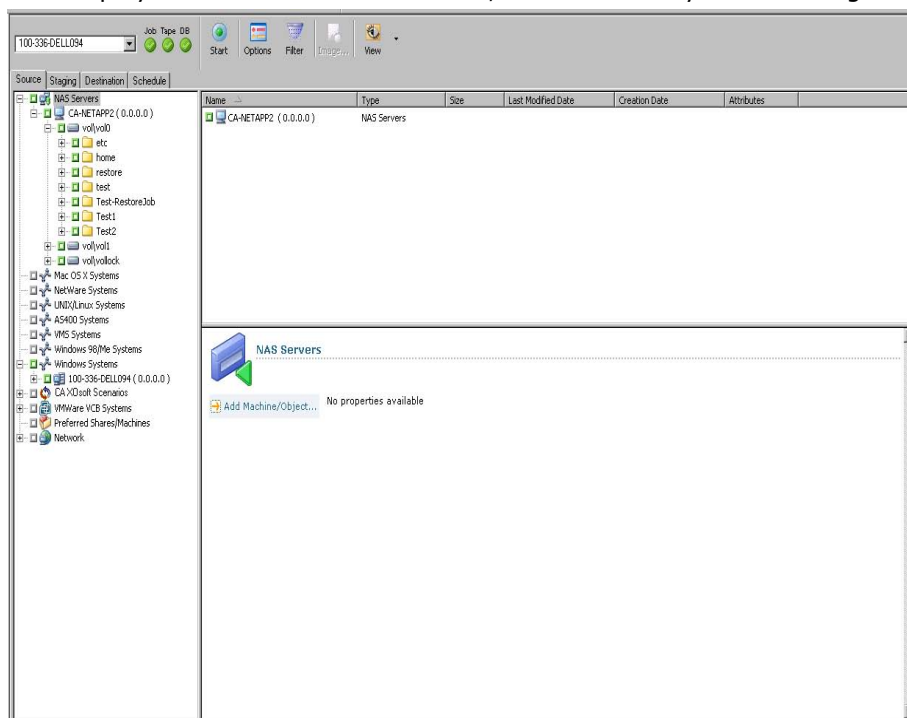 Job Tape DB
100-336-DELL094
Start Options Filter Image... View
Source Staging Destination Schedule
NAS Servers
CA-NETAPP2 ( 0.0.0.0 )
vol\vol0
etc
home
restore
test
Test-RestoreJob
Test1
Test2
vol\vol1
vol\vollock
Mac OS X Systems
NetWare Systems
UNIX/Linux Systems
AS400 Systems
VMS Systems
Windows 98/Me Systems
Windows Systems
100-336-DELL094 ( 0.0.0.0 )
CA XOsoft Scenarios
VMWare VCB Systems
Preferred Shares/Machines
Network
Name Type Size Last Modified Date Creation Date Attributes
CA-NETAPP2 ( 0.0.0.0 ) NAS Servers
NAS Servers
Add Machine/Object... No properties available